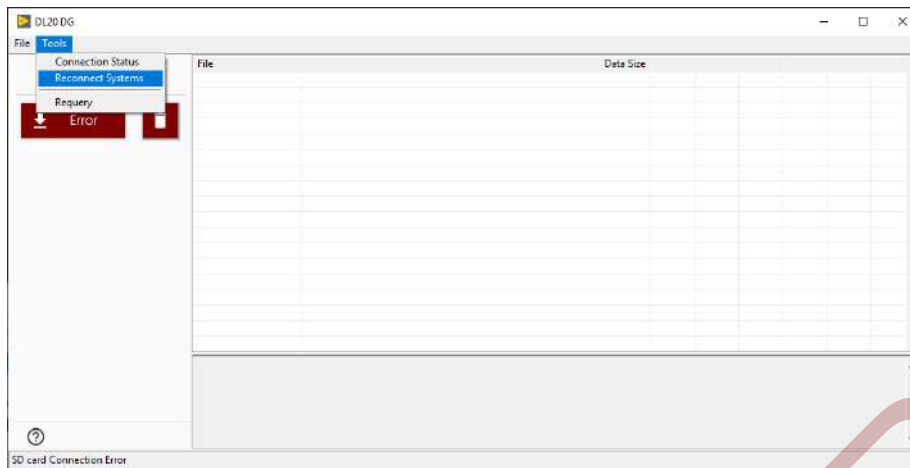 DL20 DG
File Tools
Connection Status
Reconnect Systems
Requery
File Data Size
Error
SD card Connection Error